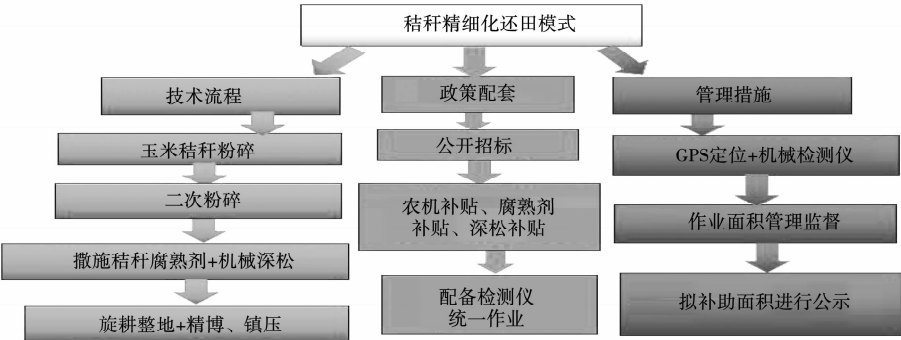 秸秆精细化还田模式
技术流程
玉米秸秆粉碎
二次粉碎
撒施秸秆腐熟剂+机械深松
旋耕整地+精博、镇压
政策配套
公开招标
农机补贴、腐熟剂
补贴、深松补贴
配备检测仪
统一作业
管理措施
GPS定位+机械检测仪
作业面积管理监督
拟补助面积进行公示